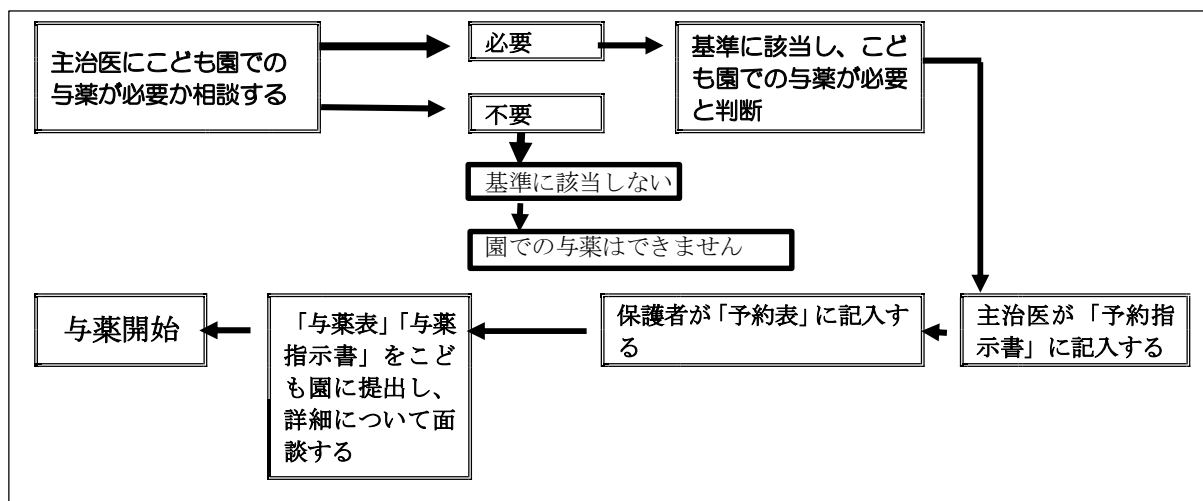 主治医にこども園での
与薬が必要か相談する
必要
基準に該当し、こど
も園での与薬が必要
と判断
不要
基準に該当しない
園での与薬はできません
主治医が「予約指
示書」に記入する
保護者が「予約表」に記入す
る
「与薬表」「与薬
指示書」をこど
も園に提出し、
詳細について面
談する
与薬開始